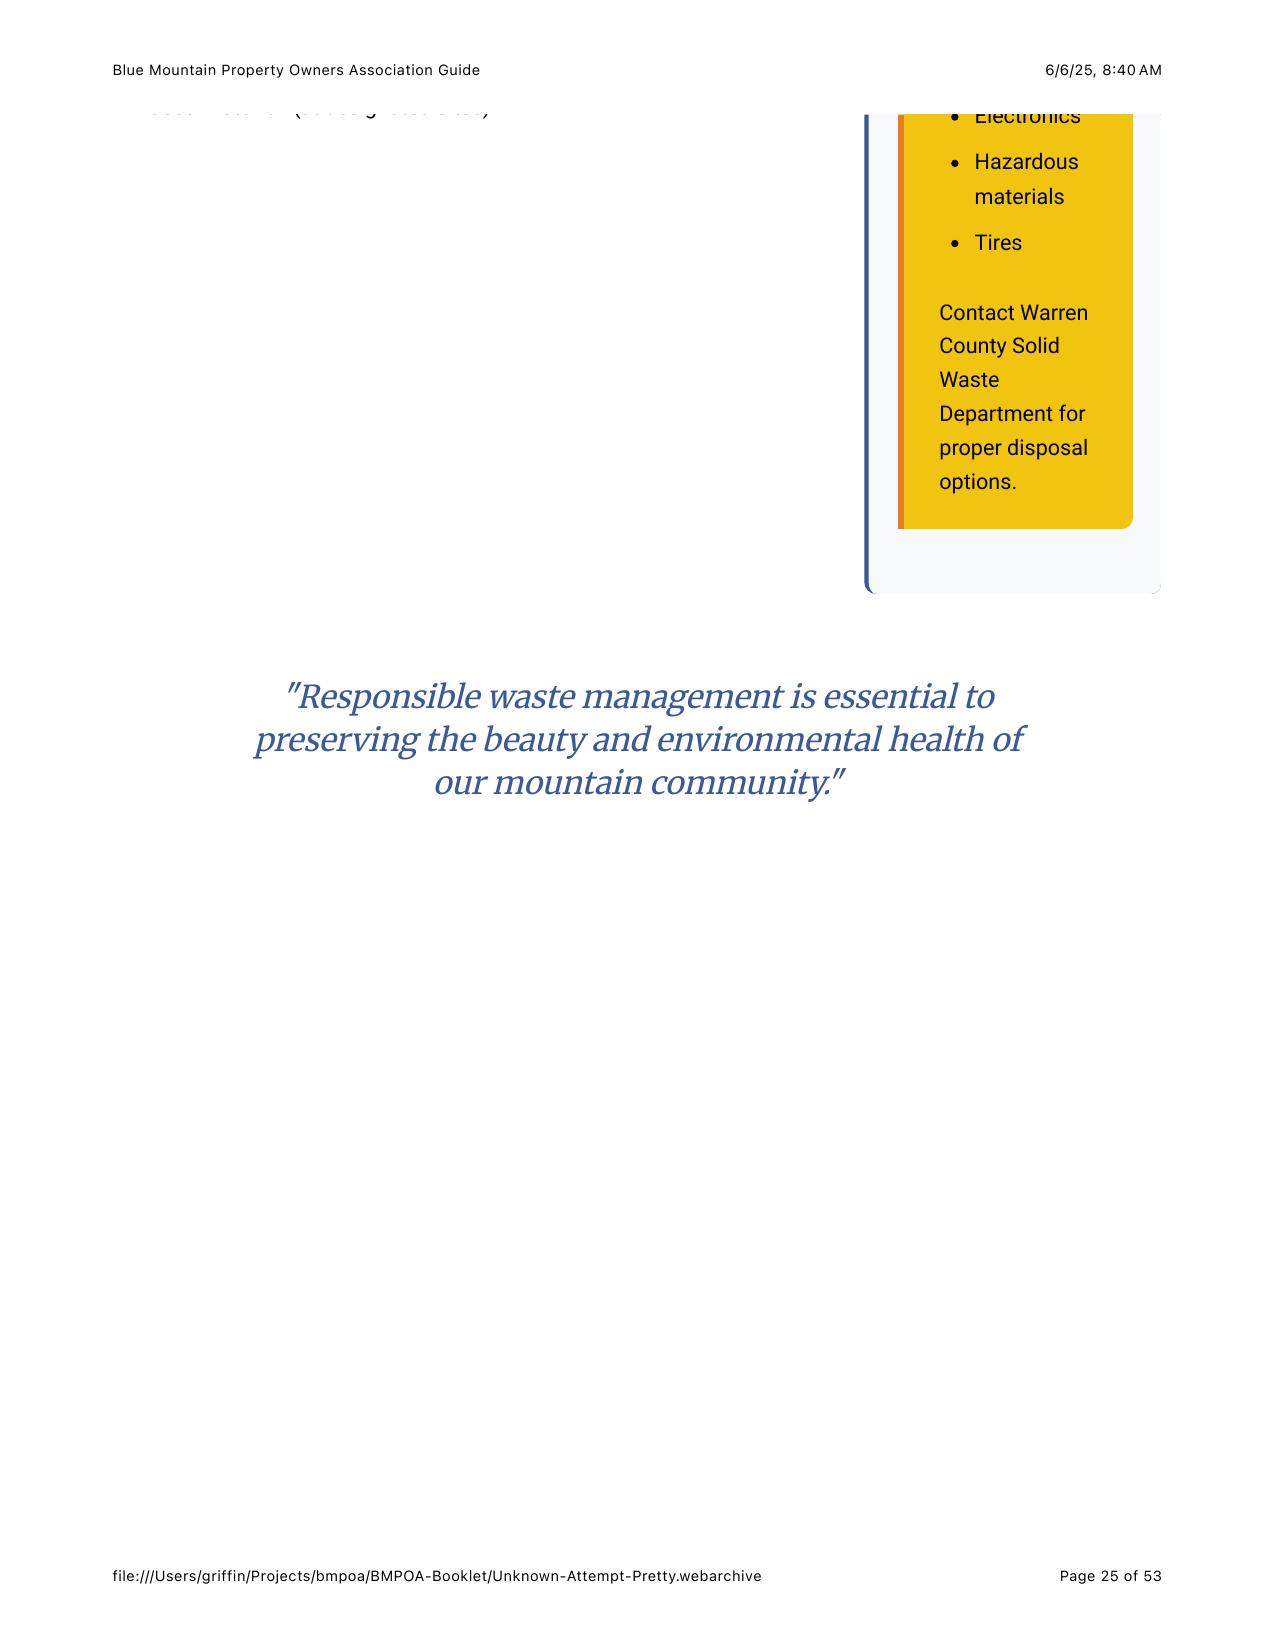 Blue Mountain Property Owners Association Guide
6/6/25, 8:40 AM
• Electronics
• Hazardous
materials
• Tires
Contact Warren
County Solid
Waste
Department for
proper disposal
options.
"Responsible waste management is essential to
preserving the beauty and environmental health of
our mountain community."
file:///Users/griffin/Projects/bmpoa/BMPOA-Booklet/Unknown-Attempt-Pretty.webarchive
Page 25 of 53